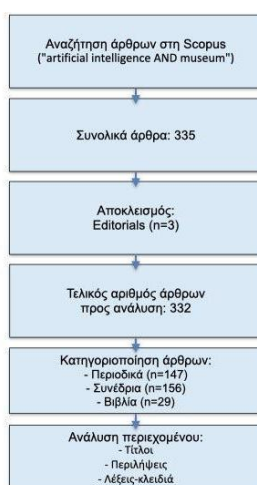 Αναζήτηση άρθρων στη Scopus
("artificial intelligence AND museum")
Συνολικά άρθρα: 335
Αποκλεισμός:
Editorials (n=3)
Τελικός αριθμός άρθρων
προς ανάλυση: 332
Κατηγοριοποίηση άρθρων:
- Περιοδικά (n=147)
- Συνέδρια (n=156)
- Βιβλία (n=29)
Ανάλυση περιεχομένου:
- Τίτλοι
- Περιλήψεις
- Λέξεις-κλειδιά